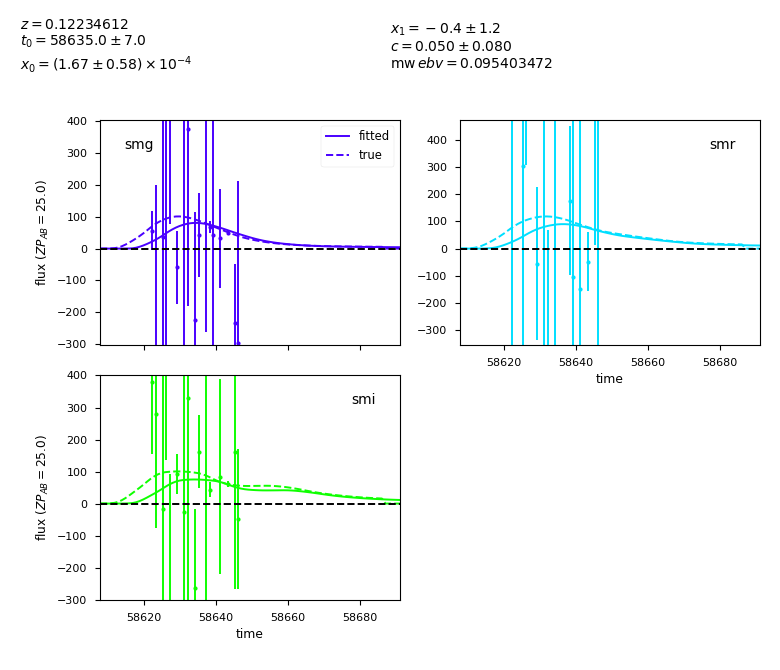 z = 0.12234612
t₀ = 58635.0 ± 7.0
x₀ = (1.67 ± 0.58) × 10⁻⁴
x₁ = −0.4 ± 1.2
c = 0.050 ± 0.080
mw ebv = 0.095403472
smg
fitted
true
400
300
200
100
0
−100
−200
−300
flux (ZP_AB = 25.0)
smr
400
300
200
100
0
−100
−200
−300
58620 58640 58660 58680
time
smi
400
300
200
100
0
−100
−200
−300
flux (ZP_AB = 25.0)
58620 58640 58660 58680
time